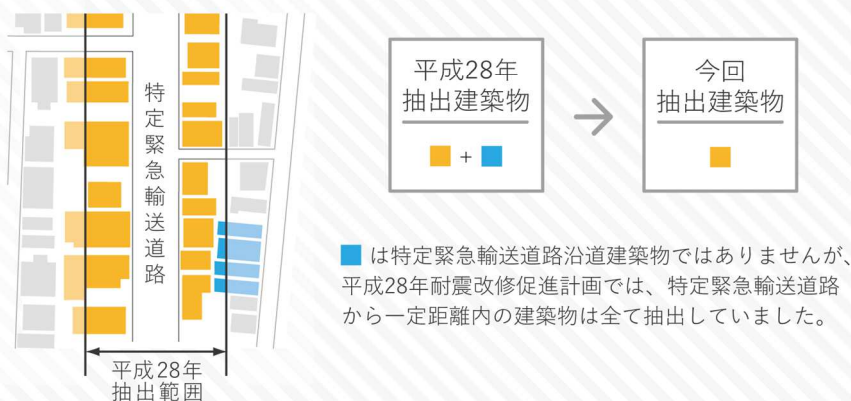 特定緊急輸送道路
平成28年
抽出範囲
平成28年
抽出建築物
+
→
今回
抽出建築物
は特定緊急輸送道路沿道建築物ではありませんが、
平成28年耐震改修促進計画では、特定緊急輸送道路
から一定距離内の建築物は全て抽出していました。